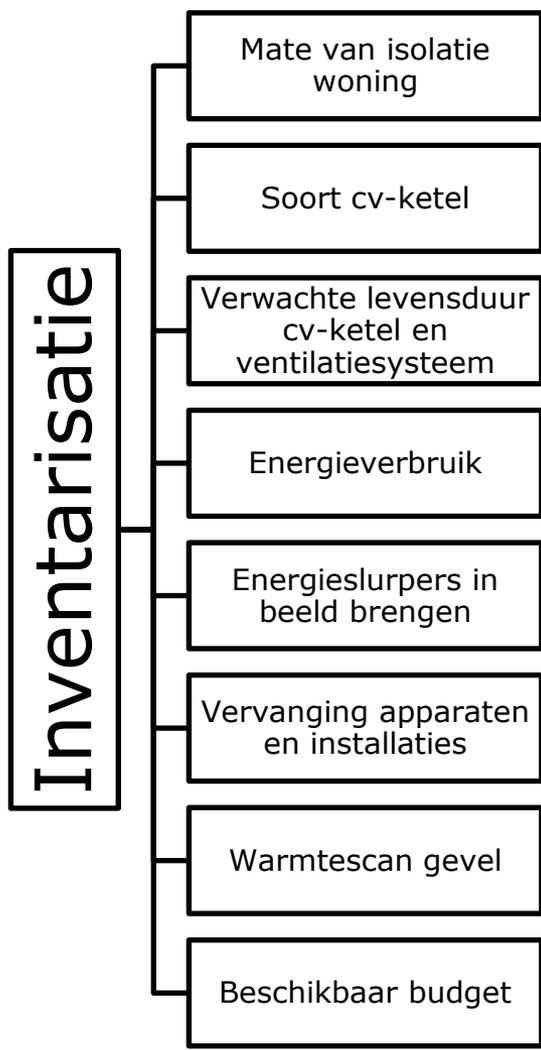 Inventarisatie
Mate van isolatie
woning
Soort cv-ketel
Verwachte levensduur
cv-ketel en
ventilatiesysteem
Energieverbruik
Energieslurpers in
beeld brengen
Vervanging apparaten
en installaties
Warmtescan gevel
Beschikbaar budget